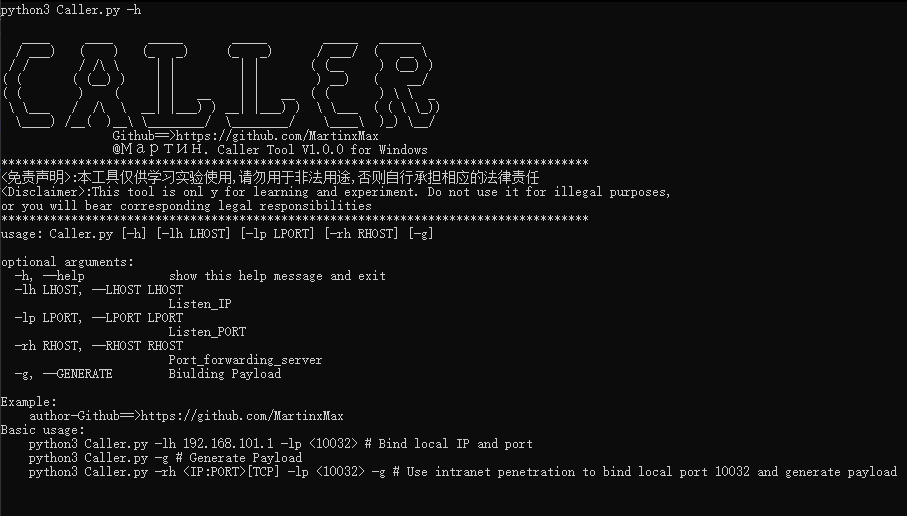 python3 Caller.py -h
CALLER
Github==>https://github.com/MartinxMax
@Мартин. Caller Tool V1.0.0 for Windows
************************************************************************************
<免责声明>:本工具仅供学习实验使用,请勿用于非法用途,否则自行承担相应的法律责任
<Disclaimer>:This tool is onl y for learning and experiment. Do not use it for illegal purposes,
or you will bear corresponding legal responsibilities
************************************************************************************
usage: Caller.py [-h] [-lh LHOST] [-lp LPORT] [-rh RHOST] [-g]
optional arguments:
-h, --help show this help message and exit
-lh LHOST, --LHOST LHOST
Listen_IP
-lp LPORT, --LPORT LPORT
Listen_PORT
-rh RHOST, --RHOST RHOST
Port_forwarding_server
-g, --GENERATE Biulding Payload
Example:
author-Github==>https://github.com/MartinxMax
Basic usage:
python3 Caller.py -lh 192.168.101.1 -lp <10032> # Bind local IP and port
python3 Caller.py -g # Generate Payload
python3 Caller.py -rh <IP:PORT>[TCP] -lp <10032> -g # Use intranet penetration to bind local port 10032 and generate payload